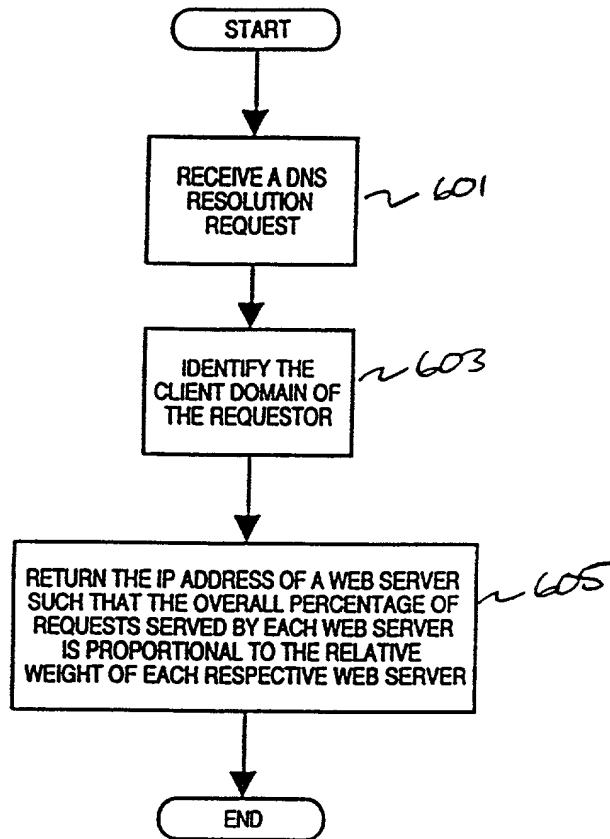 START
RECEIVE A DNS
RESOLUTION
REQUEST
601
IDENTIFY THE
CLIENT DOMAIN OF
THE REQUESTOR
603
RETURN THE IP ADDRESS OF A WEB SERVER
SUCH THAT THE OVERALL PERCENTAGE OF
REQUESTS SERVED BY EACH WEB SERVER
IS PROPORTIONAL TO THE RELATIVE
WEIGHT OF EACH RESPECTIVE WEB SERVER
605
END